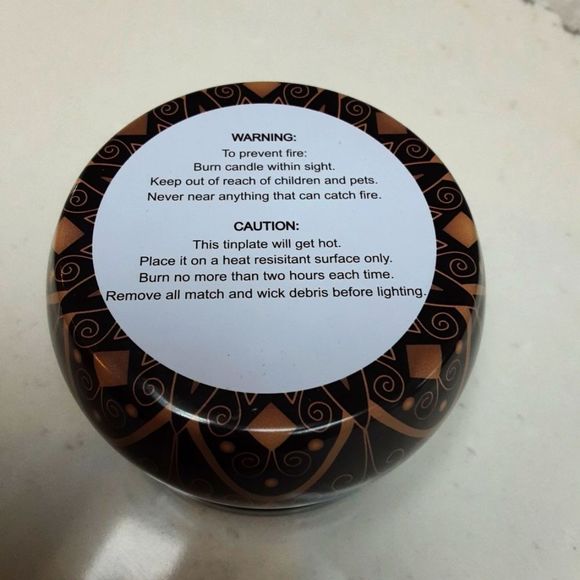 WARNING:
To prevent fire:
Burn candle within sight.
Keep out of reach of children and pets.
Never near anything that can catch fire.
CAUTION:
This tinplate will get hot.
Place it on a heat resisitant surface only.
Burn no more than two hours each time.
Remove all match and wick debris before lighting.